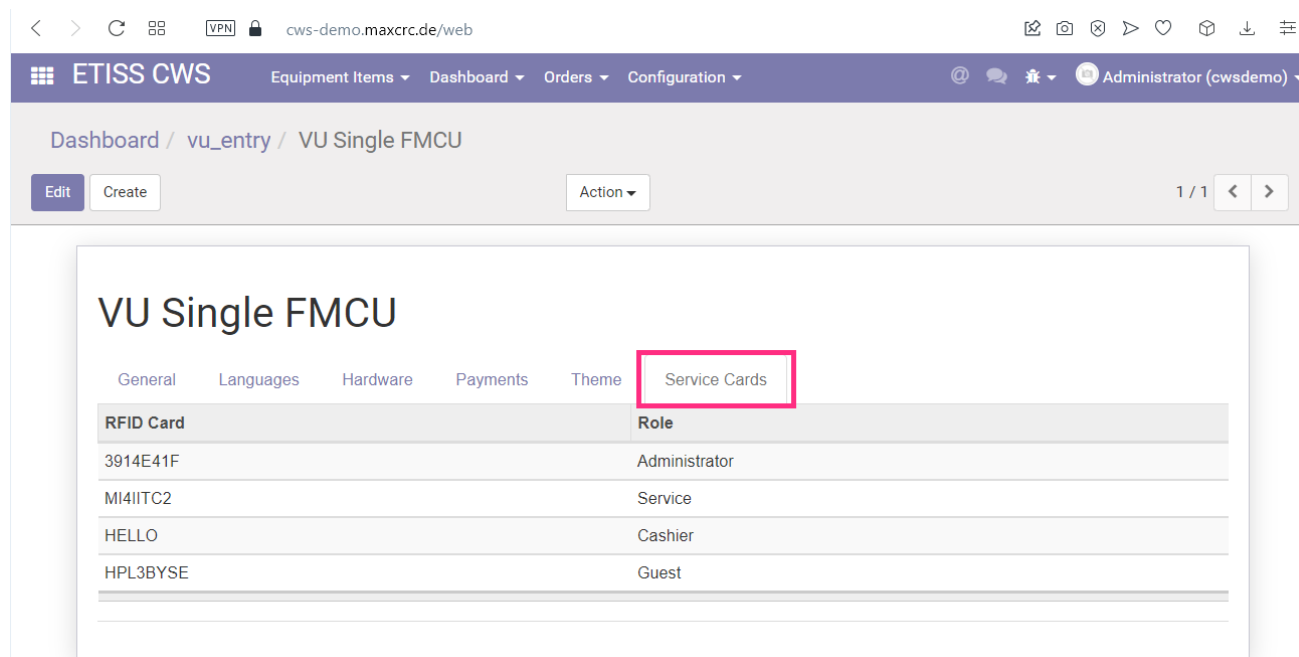 VPN cws-demo.maxcrc.de/web
ETISS CWS Equipment Items Dashboard Orders Configuration @ Administrator (cwsdemo)
Dashboard / vu_entry / VU Single FMCU
Edit Create Action 1 / 1
VU Single FMCU
General Languages Hardware Payments Theme Service Cards
RFID Card Role
3914E41F Administrator
MI4IITC2 Service
HELLO Cashier
HPL3BYSE Guest